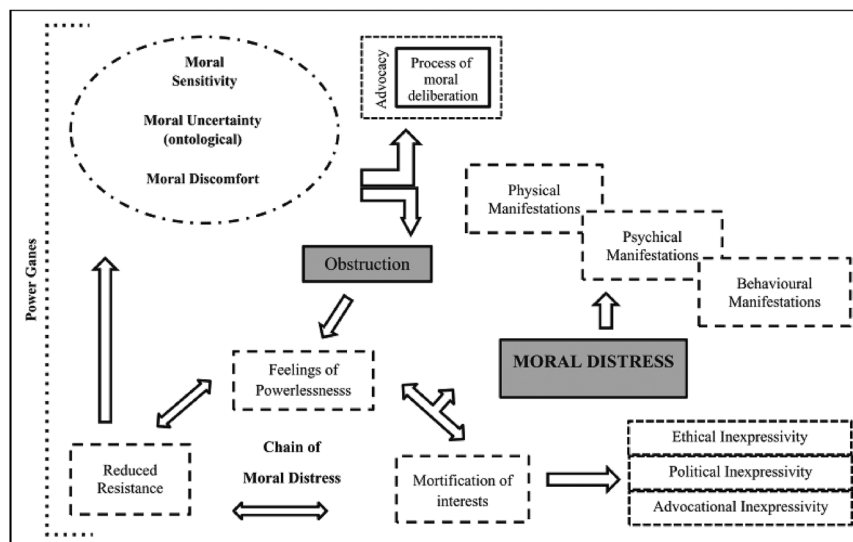 Power Ganes
Moral
Sensitivity
Moral Uncertainty
(ontological)
Moral Discomfort
Advocacy
Process of
moral
deliberation
Physical
Manifestations
Psychical
Manifestations
Behavioural
Manifestations
Obstruction
MORAL DISTRESS
Feelings of
Powerlessnesss
Chain of
Moral Distress
Reduced
Resistance
Mortification of
interests
Ethical Inexpressivity
Political Inexpressivity
Advocational Inexpressivity